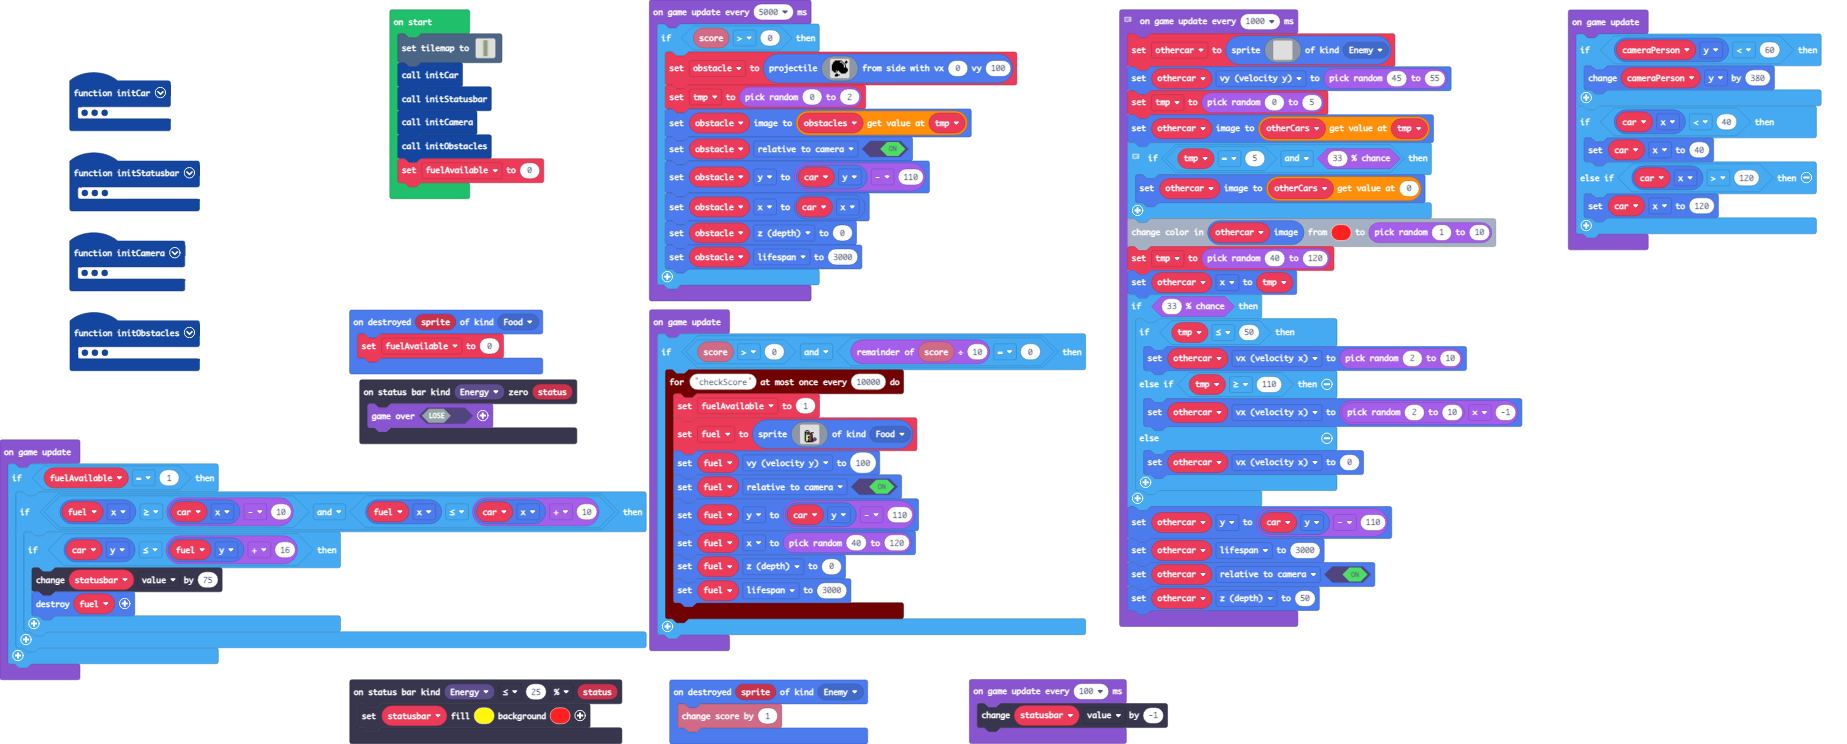 function initCar
function initStatusbar
function initCamera
function initObstacles
on start
set tilemap to
call initCar
call initStatusbar
call initCamera
call initObstacles
set fuelAvailable to 0
on destroyed sprite of kind Food
set fuelAvailable to 0
on status bar kind Energy zero status
game over LOSE
on game update
if fuelAvailable = 1 then
if fuel x ≥ car x - 10 and fuel x ≤ car x + 10 then
if car y ≤ fuel y + 16 then
change statusbar value by 75
destroy fuel
on status bar kind Energy ≤ 25 % status
set statusbar fill background
on game update every 5000 ms
if score > 0 then
set obstacle to projectile from side with vx 0 vy 100
set tmp to pick random 0 to 2
set obstacle image to obstacles get value at tmp
set obstacle relative to camera ON
set obstacle y to car y - 110
set obstacle x to car x
set obstacle z (depth) to 0
set obstacle lifespan to 3000
on game update
if score > 0 and remainder of score ÷ 10 = 0 then
for "checkScore" at most once every 10000 do
set fuelAvailable to 1
set fuel to sprite of kind Food
set fuel vy (velocity y) to 100
set fuel relative to camera ON
set fuel y to car y - 110
set fuel x to pick random 40 to 120
set fuel z (depth) to 0
set fuel lifespan to 3000
on destroyed sprite of kind Enemy
change score by 1
on game update every 100 ms
change statusbar value by -1
on game update every 1000 ms
set othercar to sprite of kind Enemy
set othercar vy (velocity y) to pick random 45 to 55
set tmp to pick random 0 to 5
set othercar image to otherCars get value at tmp
if tmp = 5 and 33 % chance then
set othercar image to otherCars get value at 0
change color in othercar image from to pick random 1 to 10
set tmp to pick random 40 to 120
set othercar x to tmp
if 33 % chance then
if tmp ≤ 50 then
set othercar vx (velocity x) to pick random 2 to 10
else if tmp ≥ 110 then
set othercar vx (velocity x) to pick random 2 to 10 x -1
else
set othercar vx (velocity x) to 0
set othercar y to car y - 110
set othercar lifespan to 3000
set othercar relative to camera ON
set othercar z (depth) to 50
on game update
if cameraPerson y < 60 then
change cameraPerson y by 380
if car x < 40 then
set car x to 40
else if car x > 120 then
set car x to 120